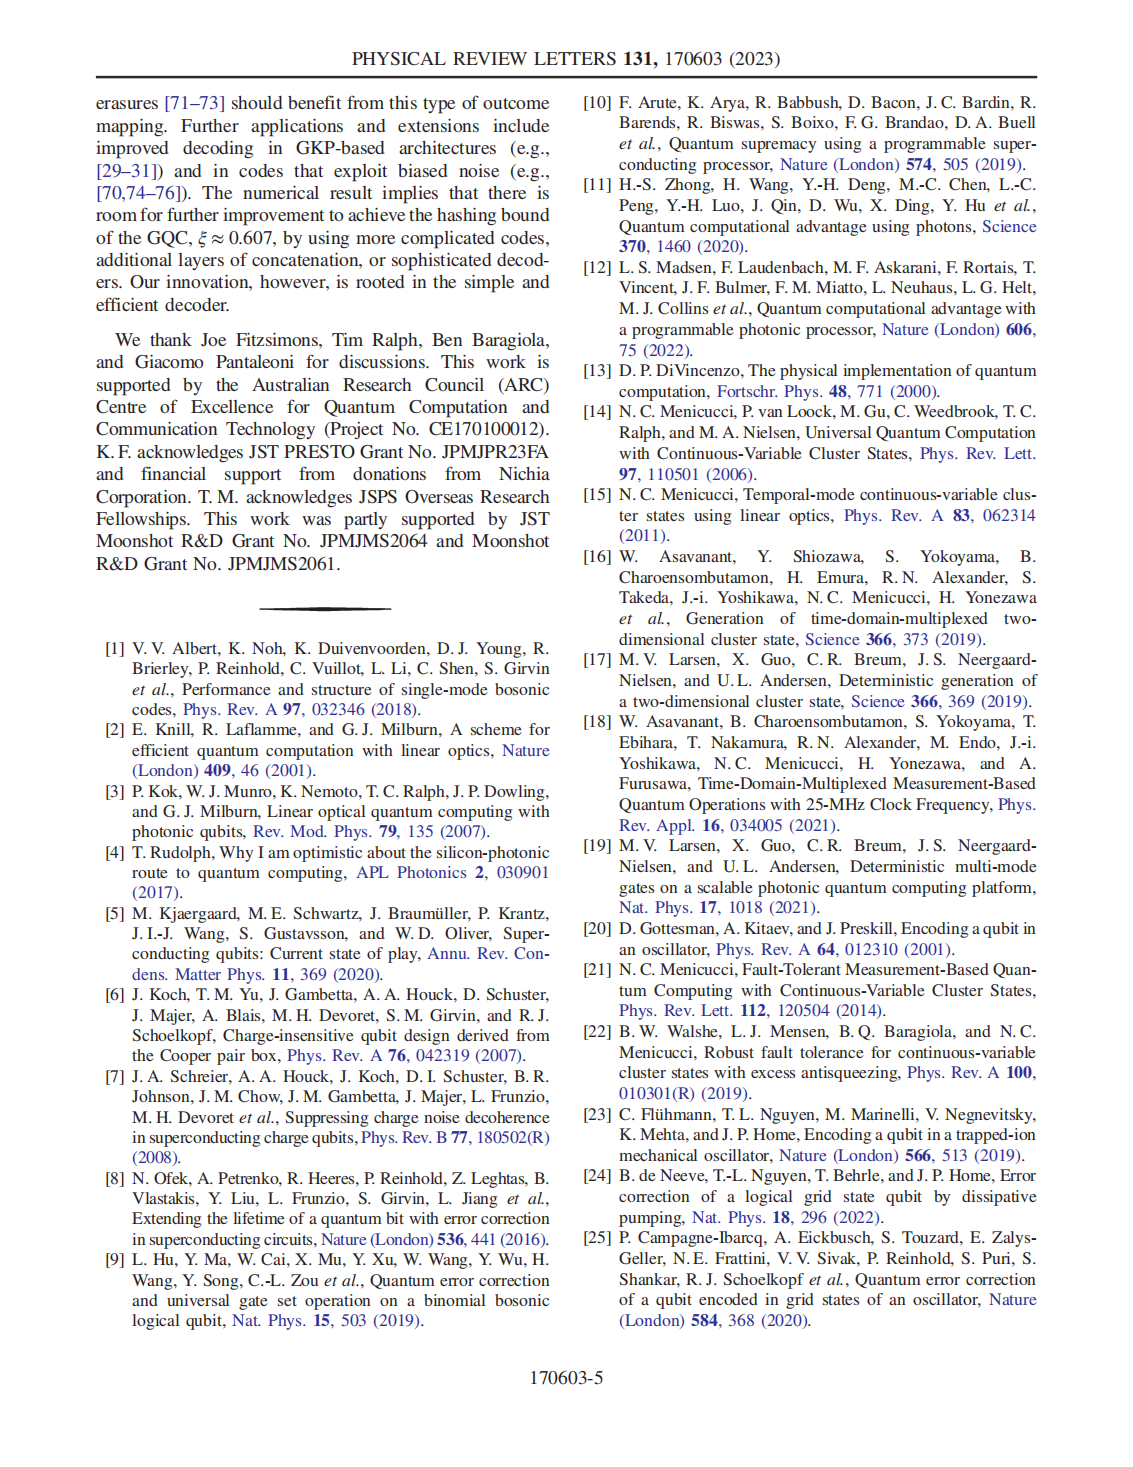 PHYSICAL REVIEW LETTERS 131, 170603 (2023)
erasures [71–73] should benefit from this type of outcome
mapping. Further applications and extensions include
improved decoding in GKP-based architectures (e.g.,
[29–31]) and in codes that exploit biased noise (e.g.,
[70,74–76]). The numerical result implies that there is
room for further improvement to achieve the hashing bound
of the GQC, ξ ≈ 0.607, by using more complicated codes,
additional layers of concatenation, or sophisticated decod-
ers. Our innovation, however, is rooted in the simple and
efficient decoder.
We thank Joe Fitzsimons, Tim Ralph, Ben Baragiola,
and Giacomo Pantaleoni for discussions. This work is
supported by the Australian Research Council (ARC)
Centre of Excellence for Quantum Computation and
Communication Technology (Project No. CE170100012).
K. F. acknowledges JST PRESTO Grant No. JPMJPR23FA
and financial support from donations from Nichia
Corporation. T. M. acknowledges JSPS Overseas Research
Fellowships. This work was partly supported by JST
Moonshot R&D Grant No. JPMJMS2064 and Moonshot
R&D Grant No. JPMJMS2061.
[1] V. V. Albert, K. Noh, K. Duivenvoorden, D. J. Young, R.
Brierley, P. Reinhold, C. Vuillot, L. Li, C. Shen, S. Girvin
et al., Performance and structure of single-mode bosonic
codes, Phys. Rev. A 97, 032346 (2018).
[2] E. Knill, R. Laflamme, and G. J. Milburn, A scheme for
efficient quantum computation with linear optics, Nature
(London) 409, 46 (2001).
[3] P. Kok, W. J. Munro, K. Nemoto, T. C. Ralph, J. P. Dowling,
and G. J. Milburn, Linear optical quantum computing with
photonic qubits, Rev. Mod. Phys. 79, 135 (2007).
[4] T. Rudolph, Why I am optimistic about the silicon-photonic
route to quantum computing, APL Photonics 2, 030901
(2017).
[5] M. Kjaergaard, M. E. Schwartz, J. Braumüller, P. Krantz,
J. I.-J. Wang, S. Gustavsson, and W. D. Oliver, Super-
conducting qubits: Current state of play, Annu. Rev. Con-
dens. Matter Phys. 11, 369 (2020).
[6] J. Koch, T. M. Yu, J. Gambetta, A. A. Houck, D. Schuster,
J. Majer, A. Blais, M. H. Devoret, S. M. Girvin, and R. J.
Schoelkopf, Charge-insensitive qubit design derived from
the Cooper pair box, Phys. Rev. A 76, 042319 (2007).
[7] J. A. Schreier, A. A. Houck, J. Koch, D. I. Schuster, B. R.
Johnson, J. M. Chow, J. M. Gambetta, J. Majer, L. Frunzio,
M. H. Devoret et al., Suppressing charge noise decoherence
in superconducting charge qubits, Phys. Rev. B 77, 180502(R)
(2008).
[8] N. Ofek, A. Petrenko, R. Heeres, P. Reinhold, Z. Leghtas, B.
Vlastakis, Y. Liu, L. Frunzio, S. Girvin, L. Jiang et al.,
Extending the lifetime of a quantum bit with error correction
in superconducting circuits, Nature (London) 536, 441 (2016).
[9] L. Hu, Y. Ma, W. Cai, X. Mu, Y. Xu, W. Wang, Y. Wu, H.
Wang, Y. Song, C.-L. Zou et al., Quantum error correction
and universal gate set operation on a binomial bosonic
logical qubit, Nat. Phys. 15, 503 (2019).
[10] F. Arute, K. Arya, R. Babbush, D. Bacon, J. C. Bardin, R.
Barends, R. Biswas, S. Boixo, F. G. Brandao, D. A. Buell
et al., Quantum supremacy using a programmable super-
conducting processor, Nature (London) 574, 505 (2019).
[11] H.-S. Zhong, H. Wang, Y.-H. Deng, M.-C. Chen, L.-C.
Peng, Y.-H. Luo, J. Qin, D. Wu, X. Ding, Y. Hu et al.,
Quantum computational advantage using photons, Science
370, 1460 (2020).
[12] L. S. Madsen, F. Laudenbach, M. F. Askarani, F. Rortais, T.
Vincent, J. F. Bulmer, F. M. Miatto, L. Neuhaus, L. G. Helt,
M. J. Collins et al., Quantum computational advantage with
a programmable photonic processor, Nature (London) 606,
75 (2022).
[13] D. P. DiVincenzo, The physical implementation of quantum
computation, Fortschr. Phys. 48, 771 (2000).
[14] N. C. Menicucci, P. van Loock, M. Gu, C. Weedbrook, T. C.
Ralph, and M. A. Nielsen, Universal Quantum Computation
with Continuous-Variable Cluster States, Phys. Rev. Lett.
97, 110501 (2006).
[15] N. C. Menicucci, Temporal-mode continuous-variable clus-
ter states using linear optics, Phys. Rev. A 83, 062314
(2011).
[16] W. Asavanant, Y. Shiozawa, S. Yokoyama, B.
Charoensombutamon, H. Emura, R. N. Alexander, S.
Takeda, J.-i. Yoshikawa, N. C. Menicucci, H. Yonezawa
et al., Generation of time-domain-multiplexed two-
dimensional cluster state, Science 366, 373 (2019).
[17] M. V. Larsen, X. Guo, C. R. Breum, J. S. Neergaard-
Nielsen, and U. L. Andersen, Deterministic generation of
a two-dimensional cluster state, Science 366, 369 (2019).
[18] W. Asavanant, B. Charoensombutamon, S. Yokoyama, T.
Ebihara, T. Nakamura, R. N. Alexander, M. Endo, J.-i.
Yoshikawa, N. C. Menicucci, H. Yonezawa, and A.
Furusawa, Time-Domain-Multiplexed Measurement-Based
Quantum Operations with 25-MHz Clock Frequency, Phys.
Rev. Appl. 16, 034005 (2021).
[19] M. V. Larsen, X. Guo, C. R. Breum, J. S. Neergaard-
Nielsen, and U. L. Andersen, Deterministic multi-mode
gates on a scalable photonic quantum computing platform,
Nat. Phys. 17, 1018 (2021).
[20] D. Gottesman, A. Kitaev, and J. Preskill, Encoding a qubit in
an oscillator, Phys. Rev. A 64, 012310 (2001).
[21] N. C. Menicucci, Fault-Tolerant Measurement-Based Quan-
tum Computing with Continuous-Variable Cluster States,
Phys. Rev. Lett. 112, 120504 (2014).
[22] B. W. Walshe, L. J. Mensen, B. Q. Baragiola, and N. C.
Menicucci, Robust fault tolerance for continuous-variable
cluster states with excess antisqueezing, Phys. Rev. A 100,
010301(R) (2019).
[23] C. Flühmann, T. L. Nguyen, M. Marinelli, V. Negnevitsky,
K. Mehta, and J. P. Home, Encoding a qubit in a trapped-ion
mechanical oscillator, Nature (London) 566, 513 (2019).
[24] B. de Neeve, T.-L. Nguyen, T. Behrle, and J. P. Home, Error
correction of a logical grid state qubit by dissipative
pumping, Nat. Phys. 18, 296 (2022).
[25] P. Campagne-Ibarcq, A. Eickbusch, S. Touzard, E. Zalys-
Geller, N. E. Frattini, V. V. Sivak, P. Reinhold, S. Puri, S.
Shankar, R. J. Schoelkopf et al., Quantum error correction
of a qubit encoded in grid states of an oscillator, Nature
(London) 584, 368 (2020).
170603-5